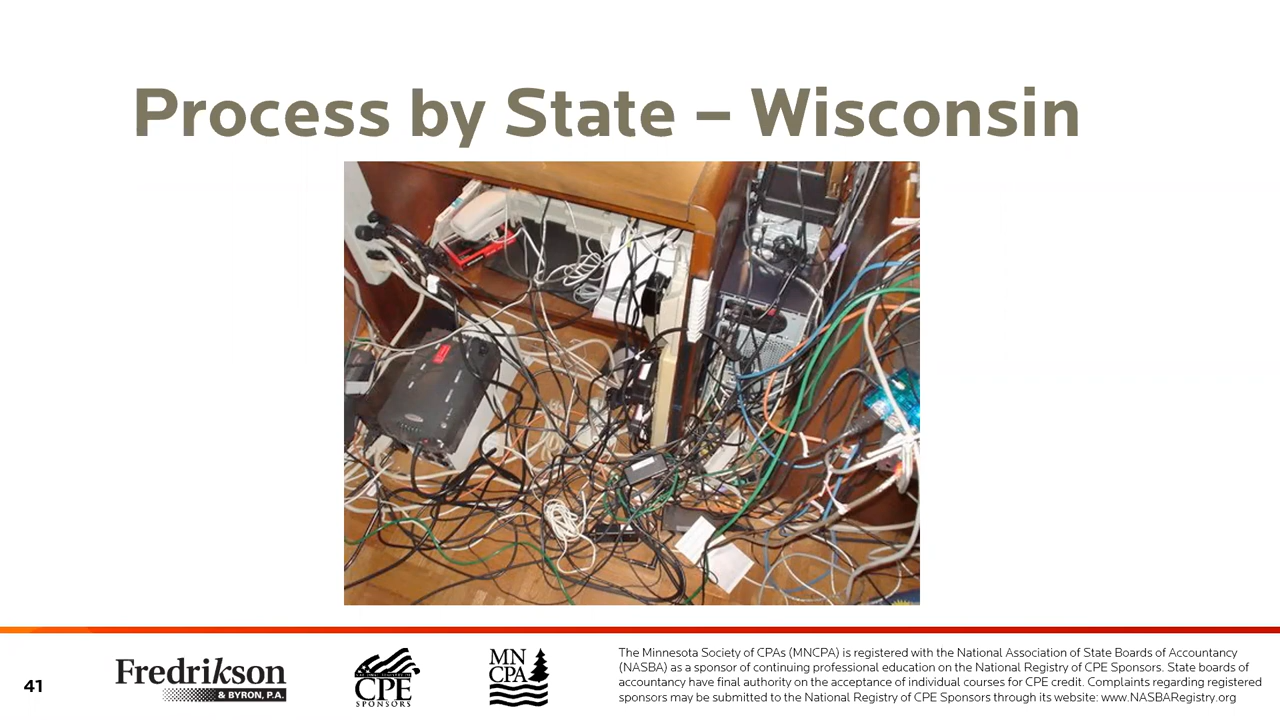 Process by State – Wisconsin
41
Fredrikson
& BYRON, P.A.
CPE
SPONSORS
MN
CPA
The Minnesota Society of CPAs (MNCPA) is registered with the National Association of State Boards of Accountancy
(NASBA) as a sponsor of continuing professional education on the National Registry of CPE Sponsors. State boards of
accountancy have final authority on the acceptance of individual courses for CPE credit. Complaints regarding registered
sponsors may be submitted to the National Registry of CPE Sponsors through its website: www.NASBARegistry.org